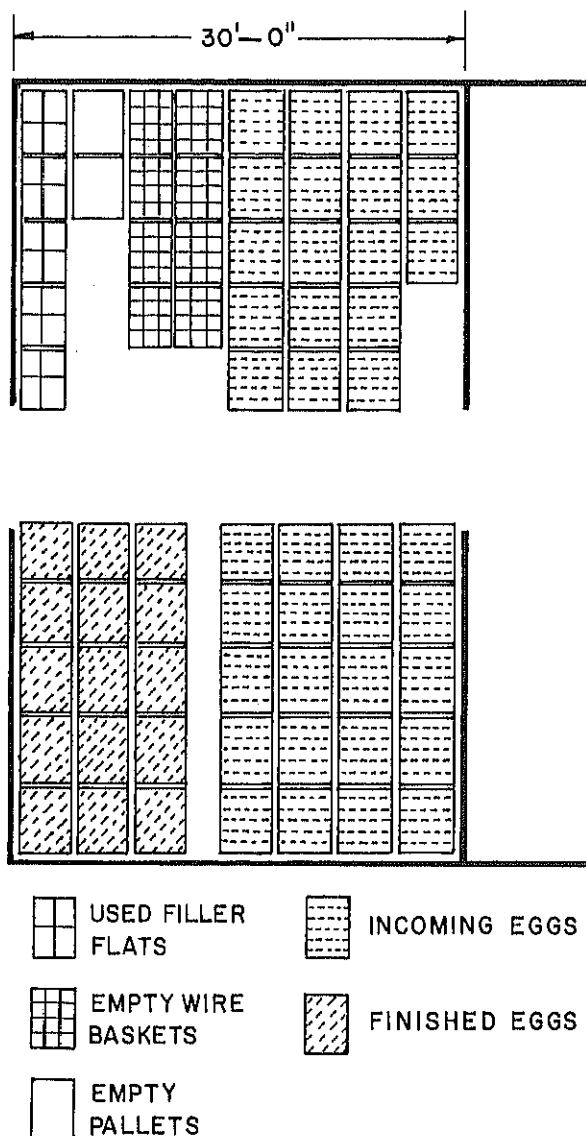 30'-0"
USED FILLER
FLATS
INCOMING EGGS
EMPTY WIRE
BASKETS
FINISHED EGGS
EMPTY
PALLETS